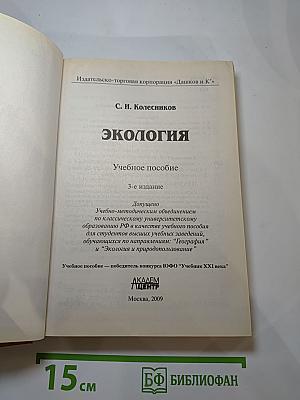 Издательско-торговая корпорация «Дашков и К°»
С. И. Колесников
ЭКОЛОГИЯ
Учебное пособие
3-е издание
Допущено
Учебно-методическим объединением
по классическому университетскому
образованию РФ в качестве учебного пособия
для студентов высших учебных заведений,
обучающихся по направлениям: "География"
и "Экология и природопользование"
Учебное пособие — победитель конкурса ЮФО "Учебник XXI века"
АКАДЕМ
ЦЕНТР
Москва, 2009
15 см
БФ БИБЛИОФАН